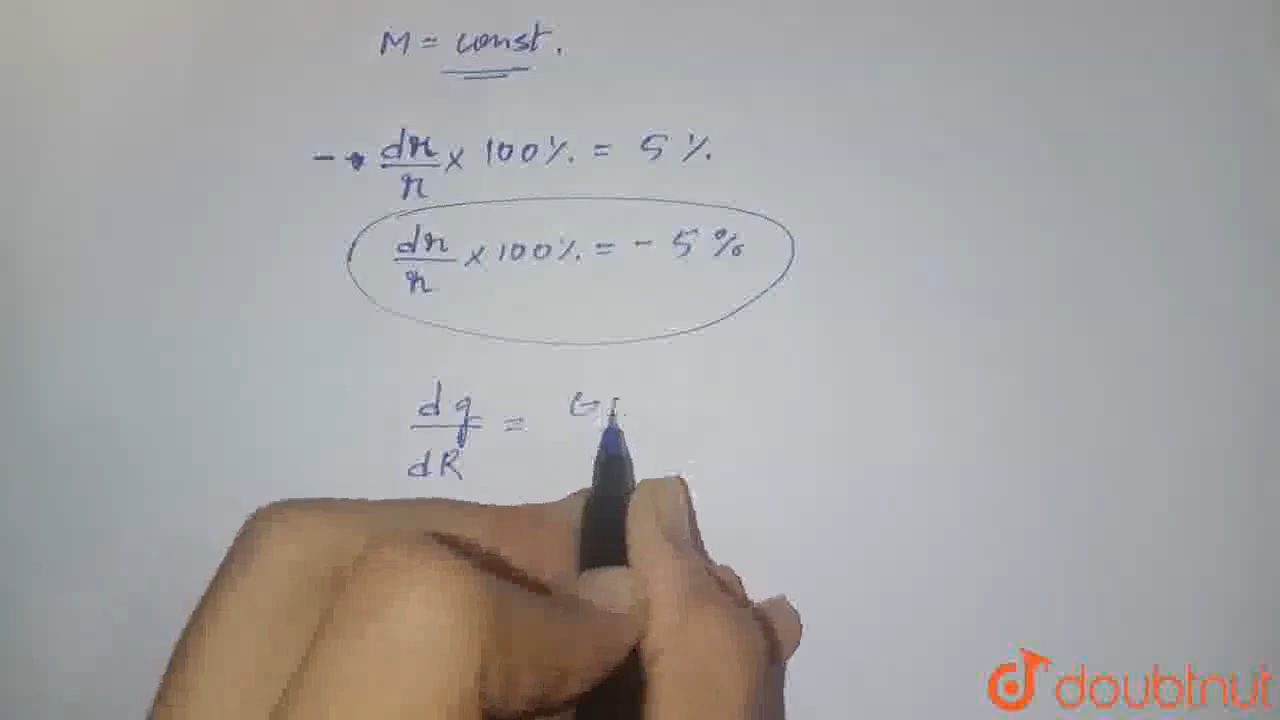 M = const.
- dr/r × 100% = 5%
dr/r × 100% = - 5%
dg/dR = G
doubtnut